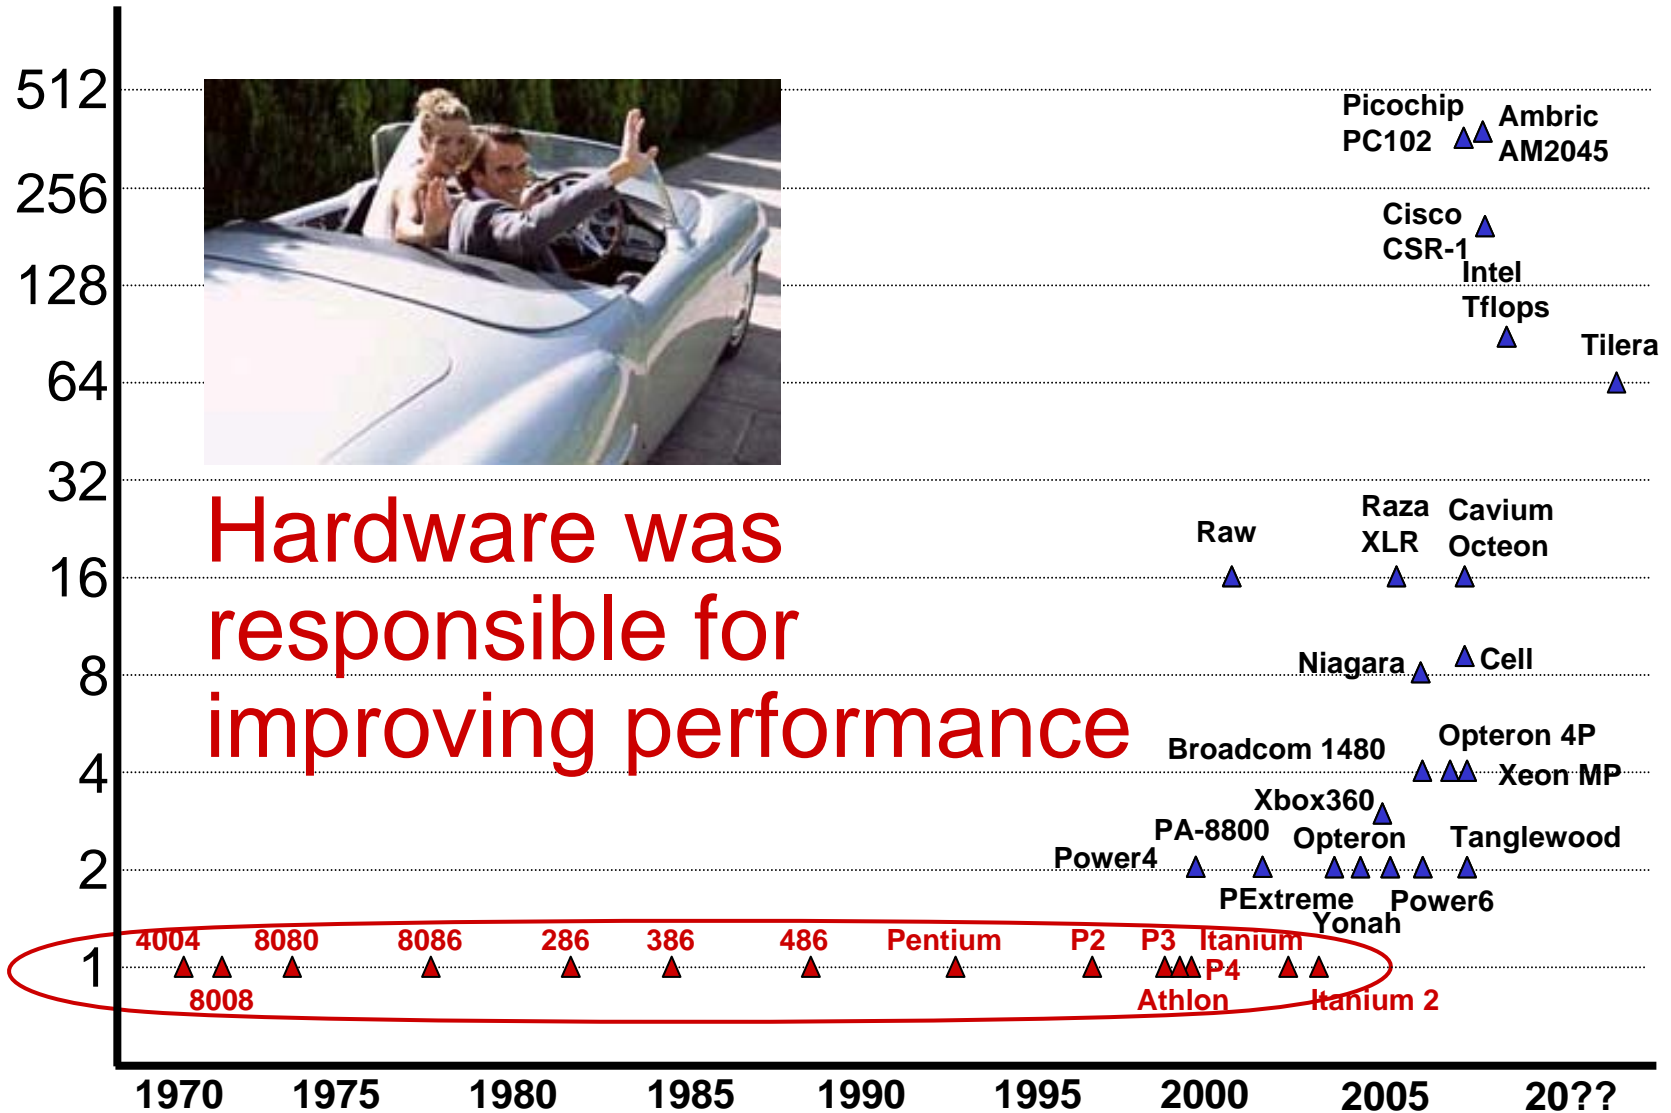 512
256
128
64
32
16
8
4
2
1
Picocchip
PC102
Ambric
AM2045
Cisco
CSR-1
Intel
Tflops
Tilera
Hardware was
responsible for
improving performance
Raw
Raza
XLR
Cavium
Octeon
Niagara
Cell
Broadcom 1480
Opteron 4P
Xeon MP
Xbox360
PA-8800
Opteron
Tanglewood
Power4
PExtreme
Power6
Yonah
4004
8080
8086
286
386
486
Pentium
P2
P3
Itanium
P4
8008
Athlon
Itanium 2
1970
1975
1980
1985
1990
1995
2000
2005
20??